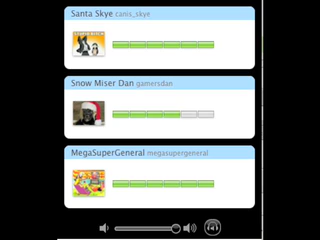 Santa Skye canis_skye
Snow Miser Dan gamersdan
MegaSuperGeneral megasupergeneral